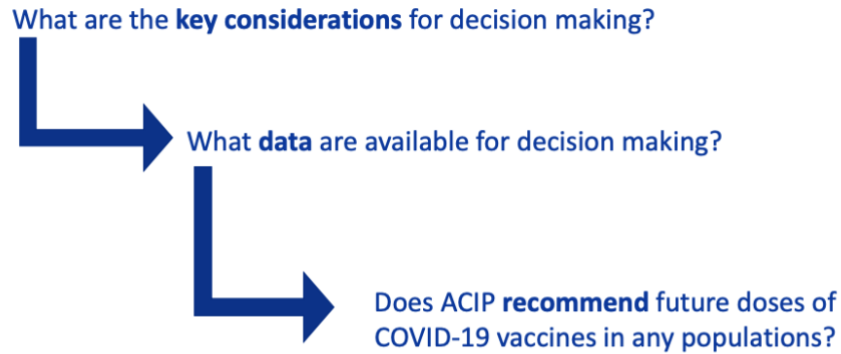 What are the key considerations for decision making?
What data are available for decision making?
Does ACIP recommend future doses of
COVID-19 vaccines in any populations?